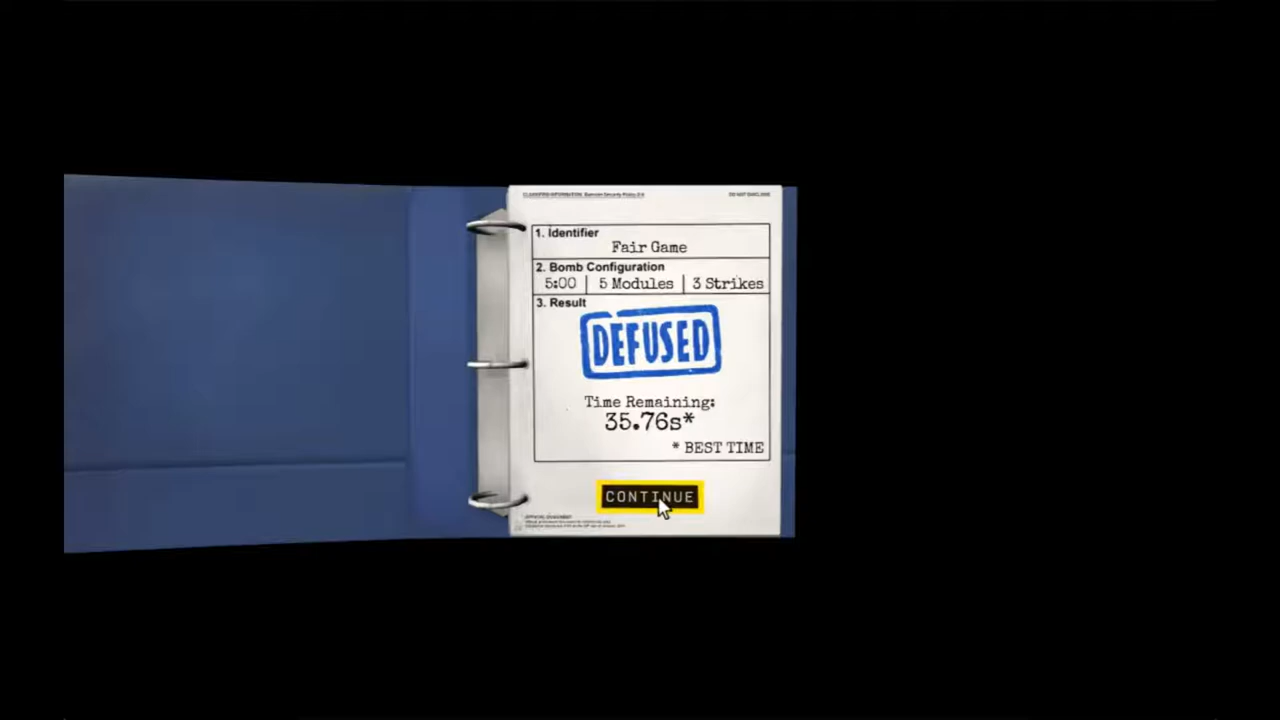 1. Identifier
Fair Game
2. Bomb Configuration
5:00 5 Modules 3 Strikes
3. Result
DEFUSED
Time Remaining:
35.76s*
* BEST TIME
CONTINUE